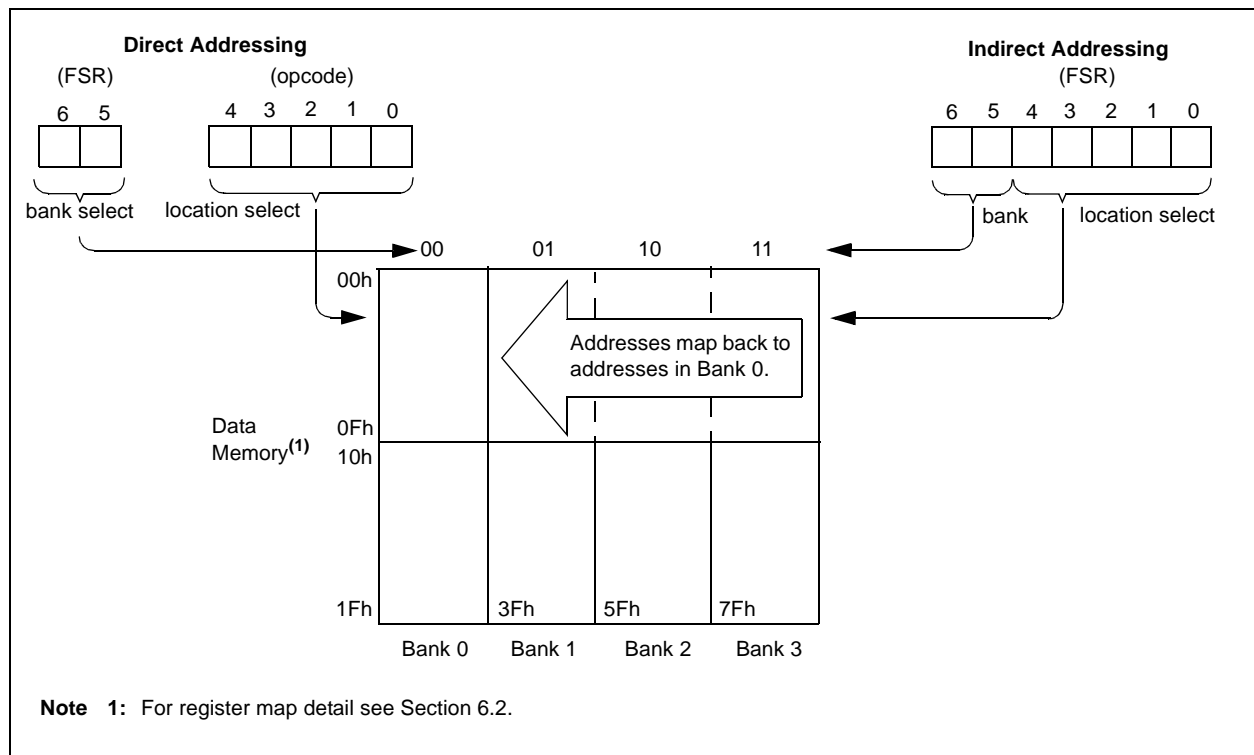 Direct Addressing
(FSR) (opcode)
6 5 4 3 2 1 0
bank select location select
Indirect Addressing
(FSR)
6 5 4 3 2 1 0
bank location select
00 01 10 11
00h
Addresses map back to
addresses in Bank 0.
Data
Memory(1)
0Fh
10h
1Fh 3Fh 5Fh 7Fh
Bank 0 Bank 1 Bank 2 Bank 3
Note 1: For register map detail see Section 6.2.